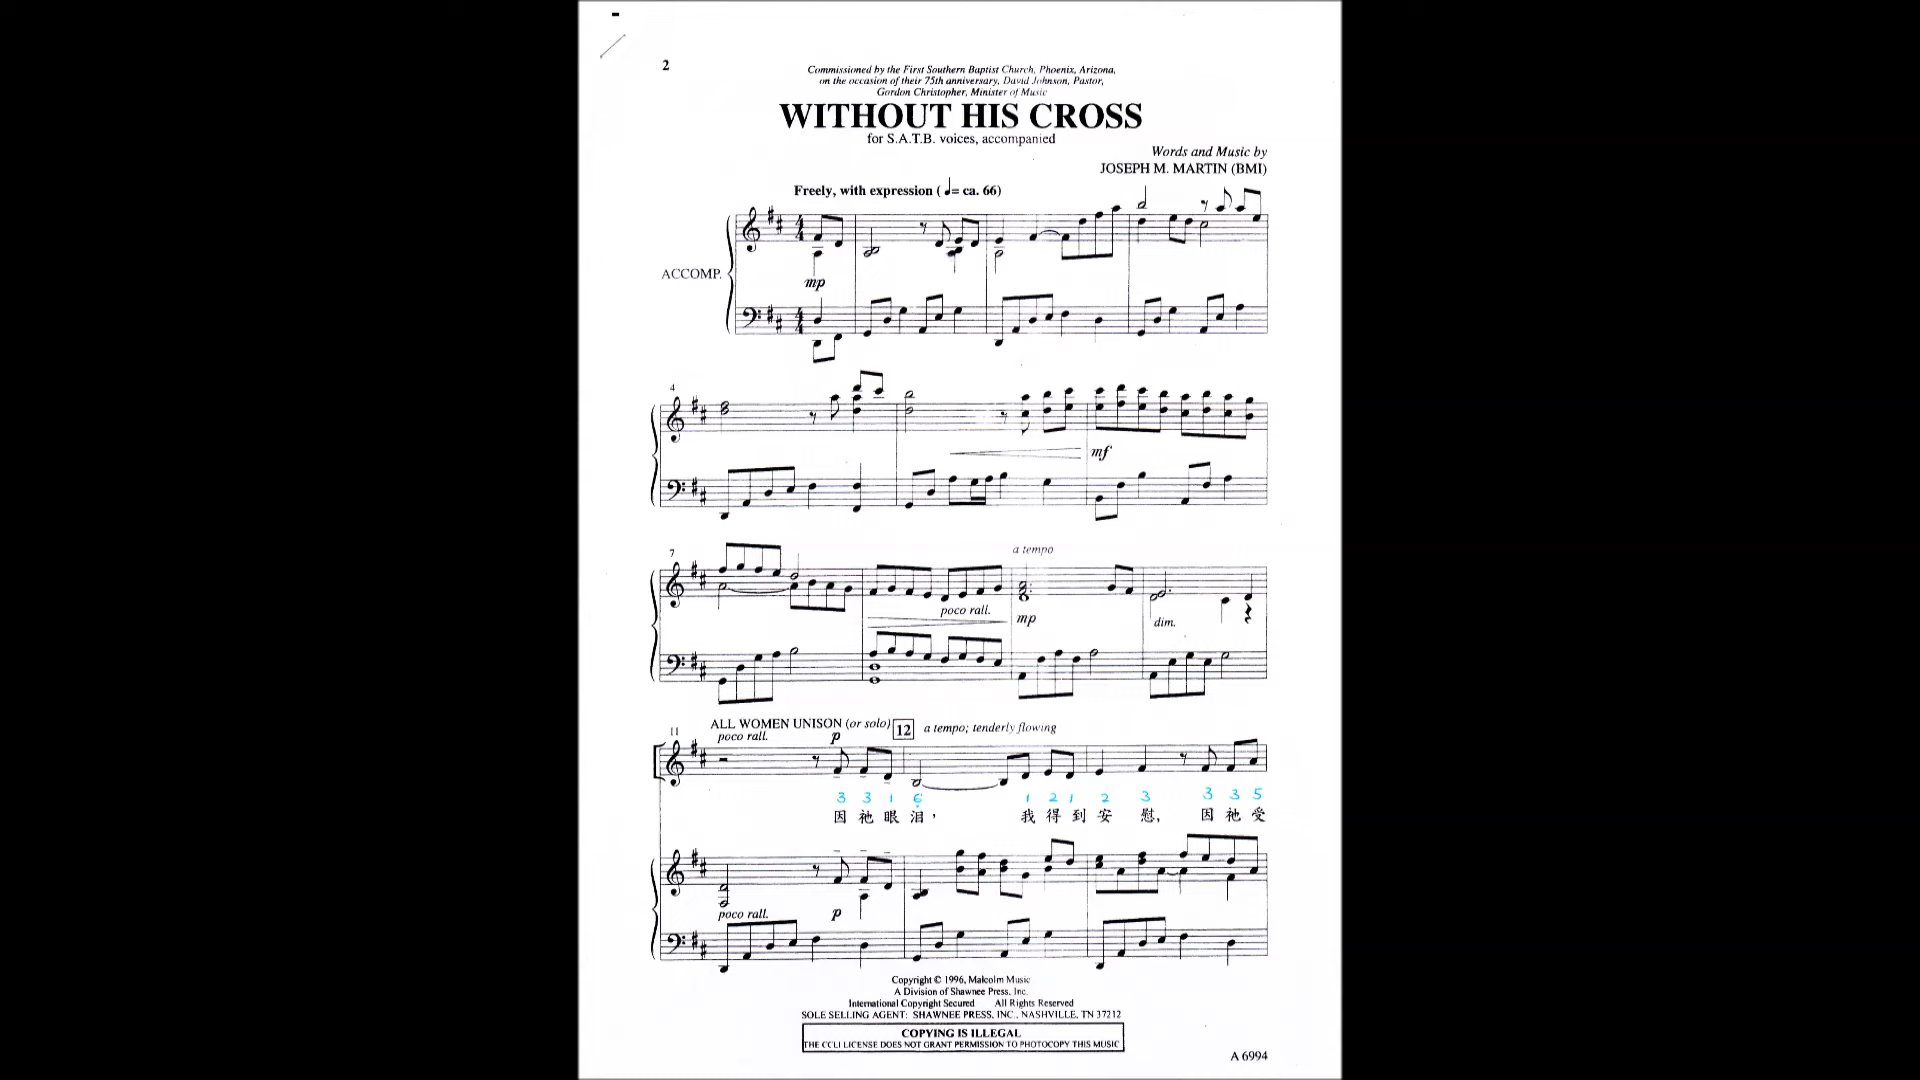 2
Commissioned by the First Southern Baptist Church, Phoenix, Arizona,
on the occasion of their 75th anniversary, David Johnson, Pastor,
Gordon Christopher, Minister of Music
WITHOUT HIS CROSS
for S.A.T.B. voices, accompanied
Words and Music by
JOSEPH M. MARTIN (BMI)
Freely, with expression (♩= ca. 66)
ACCOMP.
mp
4
mf
7
a tempo
poco rall.
mp
dim.
11
ALL WOMEN UNISON (or solo) 12 a tempo; tenderly flowing
poco rall. p
3 3 1 6̣ 1 2 1 2 3 3 3 5
因祂眼淚， 我得到安慰, 因祂受
poco rall. p
Copyright © 1996, Malcolm Music
A Division of Shawnee Press, Inc.
International Copyright Secured All Rights Reserved
SOLE SELLING AGENT: SHAWNEE PRESS, INC., NASHVILLE, TN 37212
COPYING IS ILLEGAL
THE CCLI LICENSE DOES NOT GRANT PERMISSION TO PHOTOCOPY THIS MUSIC
A 6994